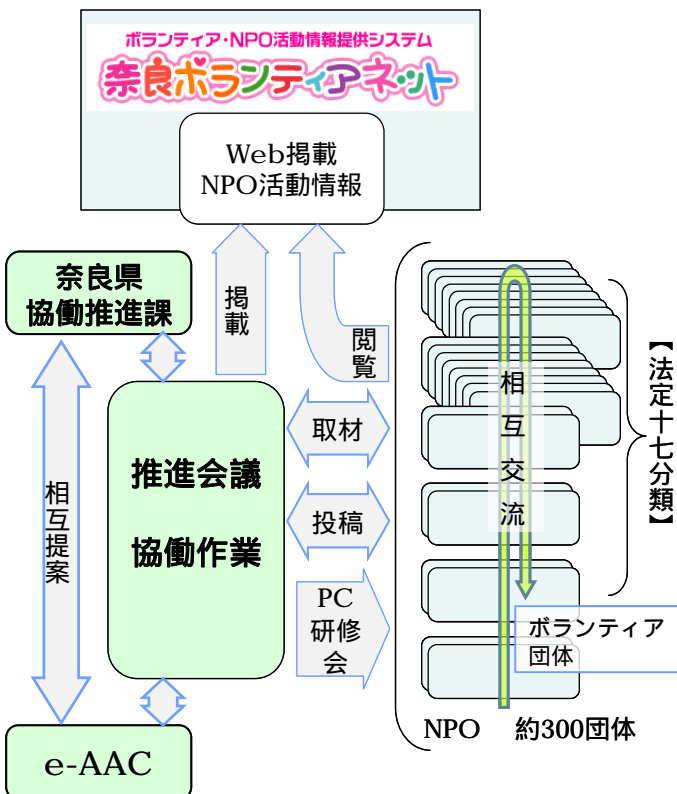 ボランティア・NPO活動情報提供システム
奈良ボランティアネット
Web掲載
NPO活動情報
奈良県
協働推進課
掲載
閲覧
相互提案
推進会議
協働作業
取材
投稿
PC
研修
会
相互交流
【法定十七分類】
ボランティア
団体
NPO 約300団体
e-AAC